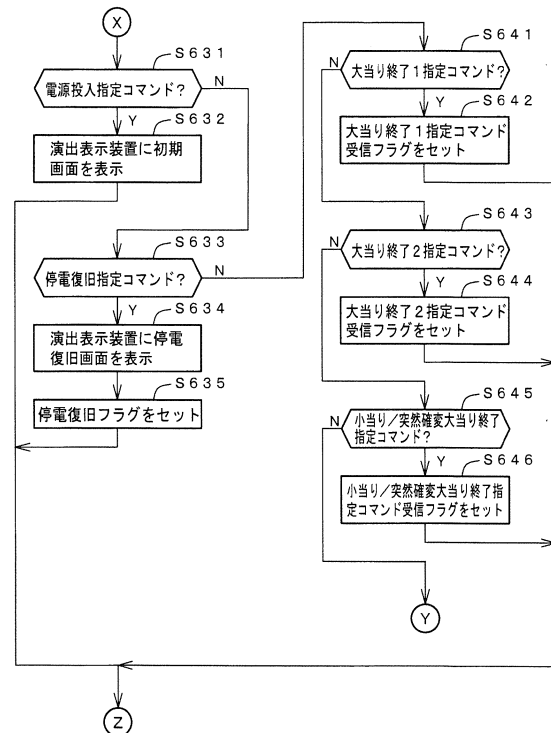 X
S631
電源投入指定コマンド?
N
Y
S632
演出表示装置に初期
画面を表示
S633
停電復旧指定コマンド?
N
Y
S634
演出表示装置に停電
復旧画面を表示
S635
停電復旧フラグをセット
S641
N
大当り終了1指定コマンド?
Y
S642
大当り終了1指定コマンド
受信フラグをセット
S643
N
大当り終了2指定コマンド?
Y
S644
大当り終了2指定コマンド
受信フラグをセット
S645
N
小当り/突然確変大当り終了
指定コマンド?
Y
S646
小当り/突然確変大当り終了指
定コマンド受信フラグをセット
Y
Z